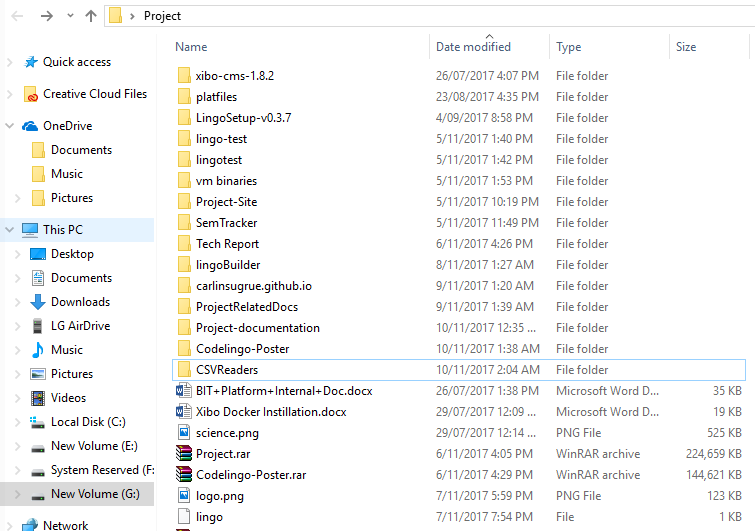 Project
Name Date modified Type Size
Quick access
Creative Cloud Files
OneDrive
Documents
Music
Pictures
This PC
Desktop
Documents
Downloads
LG AirDrive
Music
Pictures
Videos
Local Disk (C:)
New Volume (E:)
System Reserved (F:
New Volume (G:)
Network
xibo-cms-1.8.2 26/07/2017 4:07 PM File folder
platfiles 23/08/2017 4:35 PM File folder
LingoSetup-v0.3.7 4/09/2017 8:58 PM File folder
lingo-test 5/11/2017 1:40 PM File folder
lingotest 5/11/2017 1:42 PM File folder
vm binaries 5/11/2017 1:53 PM File folder
Project-Site 5/11/2017 10:19 PM File folder
SemTracker 5/11/2017 11:49 PM File folder
Tech Report 6/11/2017 4:26 PM File folder
lingoBuilder 8/11/2017 1:27 AM File folder
carlinsugrue.github.io 9/11/2017 1:20 AM File folder
ProjectRelatedDocs 9/11/2017 1:39 AM File folder
Project-documentation 10/11/2017 12:35 ... File folder
Codelingo-Poster 10/11/2017 1:38 AM File folder
CSVReaders 10/11/2017 2:04 AM File folder
BIT+Platform+Internal+Doc.docx 26/07/2017 1:38 PM Microsoft Word D... 35 KB
Xibo Docker Instillation.docx 29/07/2017 12:09 ... Microsoft Word D... 19 KB
science.png 29/07/2017 12:14 ... PNG File 525 KB
Project.rar 6/11/2017 4:05 PM WinRAR archive 224,659 KB
Codelingo-Poster.rar 6/11/2017 4:29 PM WinRAR archive 144,621 KB
logo.png 7/11/2017 5:59 PM PNG File 123 KB
lingo 7/11/2017 7:54 PM File 1 KB